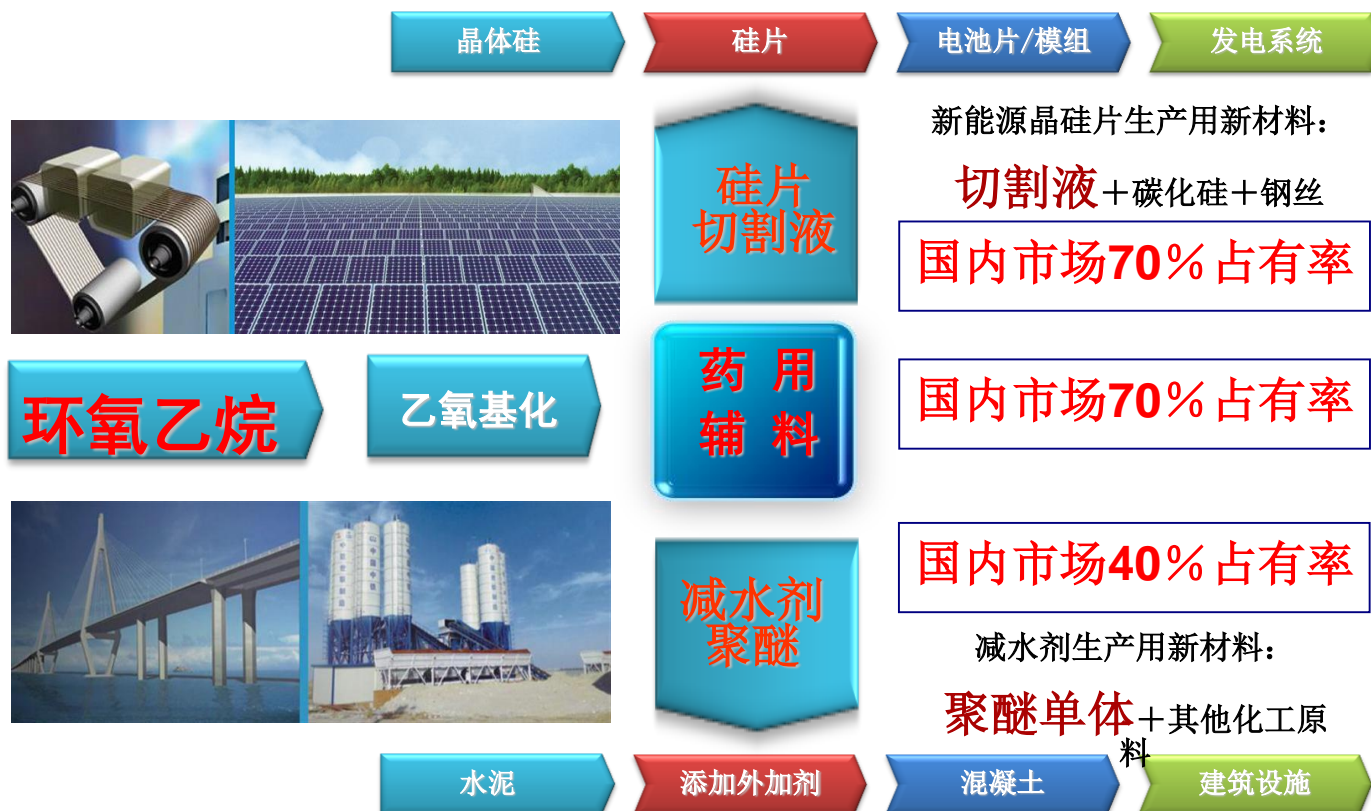 晶体硅
硅片
电池片/模组
发电系统
新能源晶硅片生产用新材料：
切割液＋碳化硅＋钢丝
国内市场70％占有率
硅片
切割液
环氧乙烷
乙氧基化
药 用
辅 料
国内市场70％占有率
国内市场40％占有率
减水剂
聚醚
减水剂生产用新材料：
聚醚单体＋其他化工原
料
水泥
添加外加剂
混凝土
建筑设施